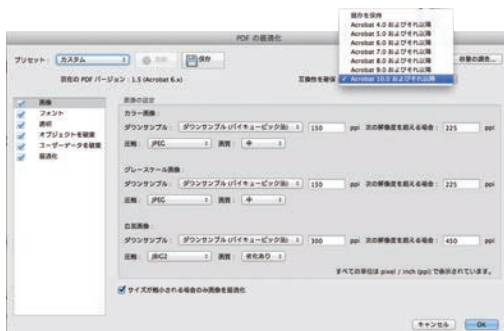 既存を保持
Acrobat 4.0 およびそれ以降
Acrobat 5.0 およびそれ以降
Acrobat 6.0 およびそれ以降
Acrobat 7.0 およびそれ以降
Acrobat 8.0 およびそれ以降
Acrobat 9.0 およびそれ以降
✓ Acrobat 10.0 およびそれ以降
PDF の最適化
プリセット: カスタム 削除 保存 容量の調査...
現在の PDF バージョン: 1.5 (Acrobat 6.x) 互換性を確保
画像
フォント
透明
オブジェクトを破棄
ユーザーデータを破棄
最適化
画像の設定
カラー画像:
ダウンサンプル: ダウンサンプル (バイキュービック法) 150 ppi 次の解像度を超える場合: 225 ppi
圧縮: JPEG 画質: 中
グレースケール画像:
ダウンサンプル: ダウンサンプル (バイキュービック法) 150 ppi 次の解像度を超える場合: 225 ppi
圧縮: JPEG 画質: 中
白黒画像:
ダウンサンプル: ダウンサンプル (バイキュービック法) 300 ppi 次の解像度を超える場合: 450 ppi
圧縮: JBIG2 画質: 劣化あり
すべての単位は pixel / inch (ppi) で表示されています。
サイズが縮小される場合のみ画像を最適化
キャンセル OK